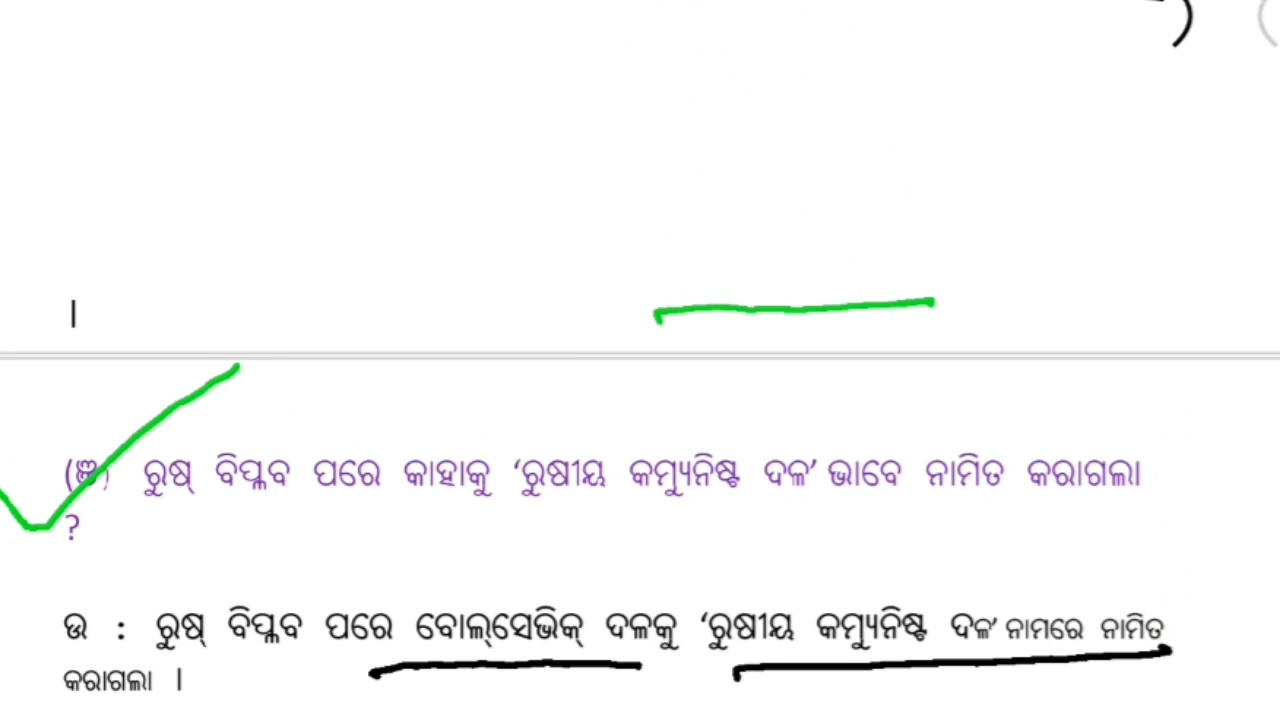 ।
(ଞ) ରୁଷ୍ ବିପ୍ଳବ ପରେ କାହାକୁ ‘ରୁଷୀୟ କମ୍ୟୁନିଷ୍ଟ ଦଳ’ ଭାବେ ନାମିତ କରାଗଲା
?
ଉ : ରୁଷ୍ ବିପ୍ଳବ ପରେ ବୋଲ୍‌ସେଭିକ୍ ଦଳକୁ ‘ରୁଷୀୟ କମ୍ୟୁନିଷ୍ଟ ଦଳ’ ନାମରେ ନାମିତ
କରାଗଲା ।